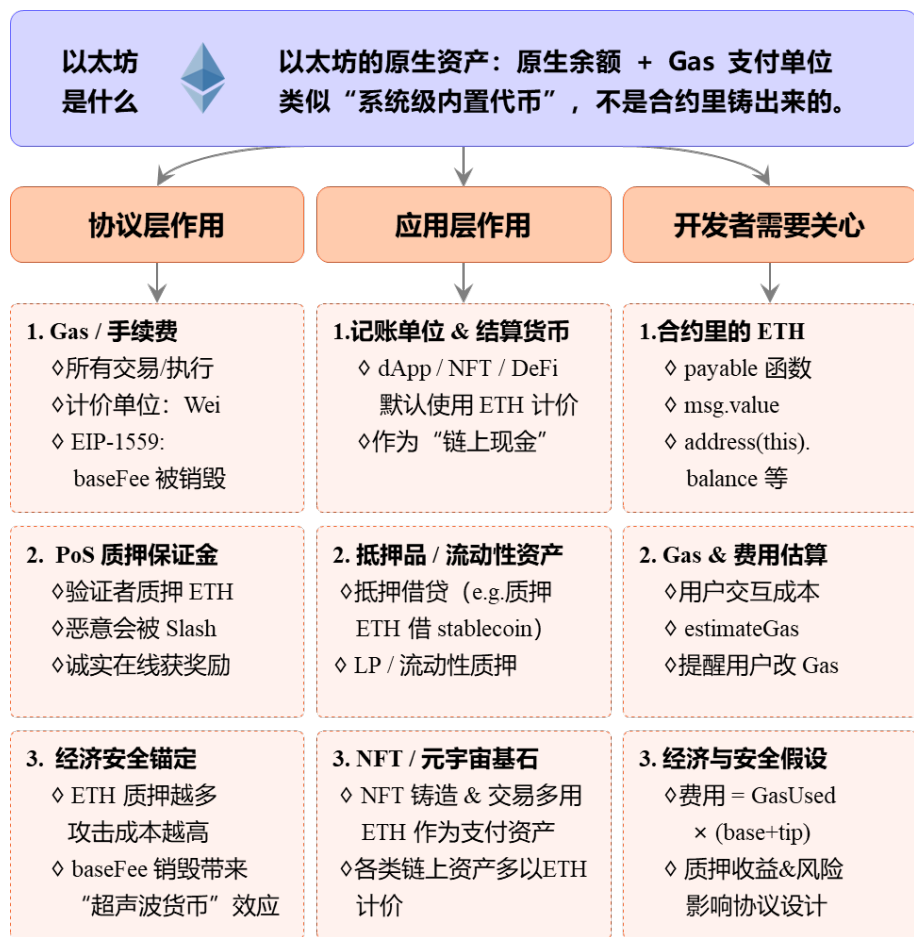 以太坊
是什么
以太坊的原生资产：原生余额 + Gas 支付单位
类似“系统级内置代币”，不是合约里铸出来的。
协议层作用
1. Gas / 手续费
◊所有交易/执行
◊计价单位：Wei
◊ EIP-1559:
baseFee 被销毁
2. PoS 质押保证金
◊验证者质押 ETH
◊恶意会被 Slash
◊诚实在线获奖励
3. 经济安全锚定
◊ ETH 质押越多
攻击成本越高
◊ baseFee 销毁带来
“超声波货币”效应
应用层作用
1.记账单位 & 结算货币
◊ dApp / NFT / DeFi
默认使用 ETH 计价
◊作为“链上现金”
2. 抵押品 / 流动性资产
◊抵押借贷（e.g.质押
ETH 借 stablecoin）
◊ LP / 流动性质押
3. NFT / 元宇宙基石
◊ NFT 铸造 & 交易多用
ETH 作为支付资产
◊各类链上资产多以ETH
计价
开发者需要关心
1.合约里的 ETH
◊ payable 函数
◊ msg.value
◊ address(this).
balance 等
2. Gas & 费用估算
◊用户交互成本
◊ estimateGas
◊提醒用户改 Gas
3. 经济与安全假设
◊费用 = GasUsed
× (base+tip)
◊ 质押收益&风险
影响协议设计